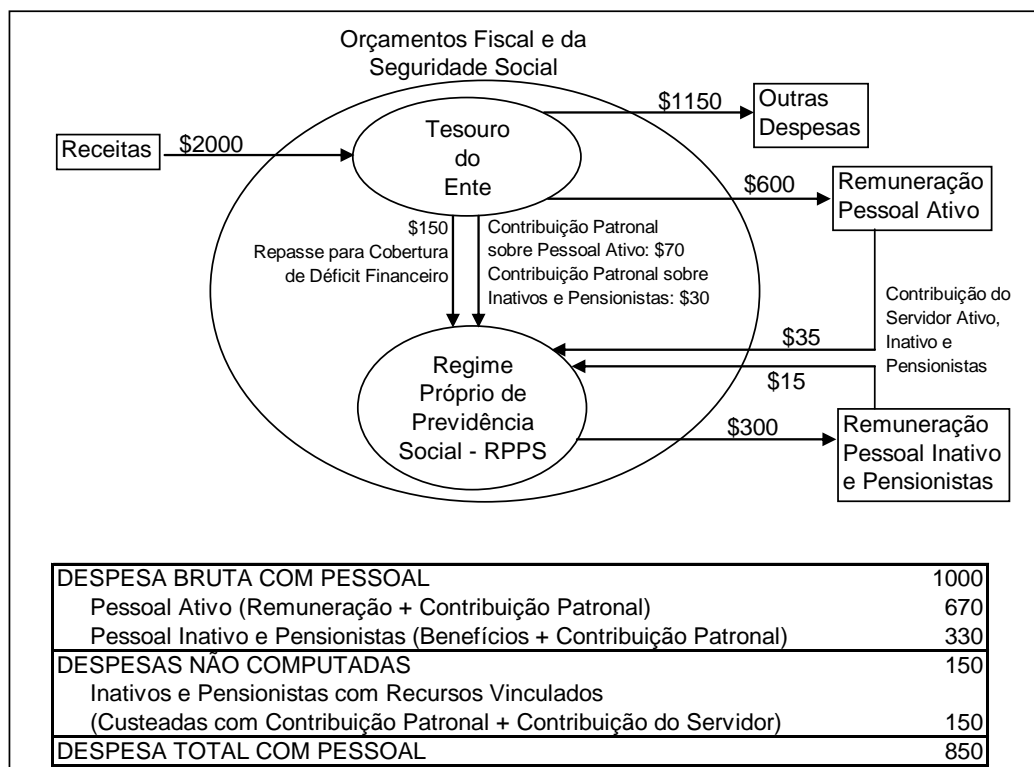 Orçamentos Fiscal e da
Seguridade Social
Receitas
$2000
Tesouro
do
Ente
$1150
Outras
Despesas
$600
Remuneração
Pessoal Ativo
$150
Repasse para Cobertura
de Déficit Financeiro
Contribuição Patronal
sobre Pessoal Ativo: $70
Contribuição Patronal sobre
Inativos e Pensionistas: $30
Contribuição do
Servidor Ativo,
Inativo e
Pensionistas
$35
$15
Regime
Próprio de
Previdência
Social - RPPS
$300
Remuneração
Pessoal Inativo
e Pensionistas
DESPESA BRUTA COM PESSOAL 1000
Pessoal Ativo (Remuneração + Contribuição Patronal) 670
Pessoal Inativo e Pensionistas (Benefícios + Contribuição Patronal) 330
DESPESAS NÃO COMPUTADAS 150
Inativos e Pensionistas com Recursos Vinculados
(Custeadas com Contribuição Patronal + Contribuição do Servidor) 150
DESPESA TOTAL COM PESSOAL 850